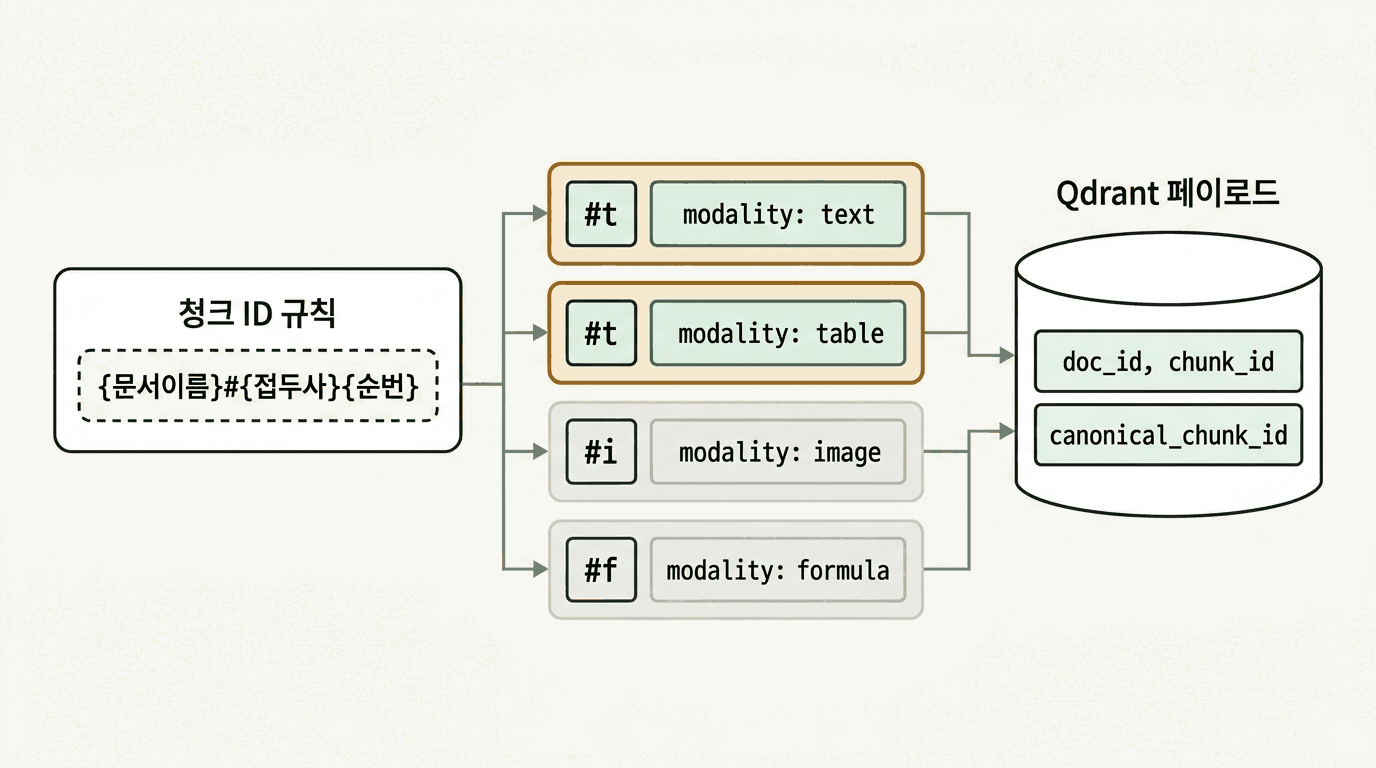 청크 ID 규칙
{문서이름}#{접두사}{순번}
#t
modality: text
#t
modality: table
#i
modality: image
#f
modality: formula
Qdrant 페이로드
doc_id, chunk_id
canonical_chunk_id